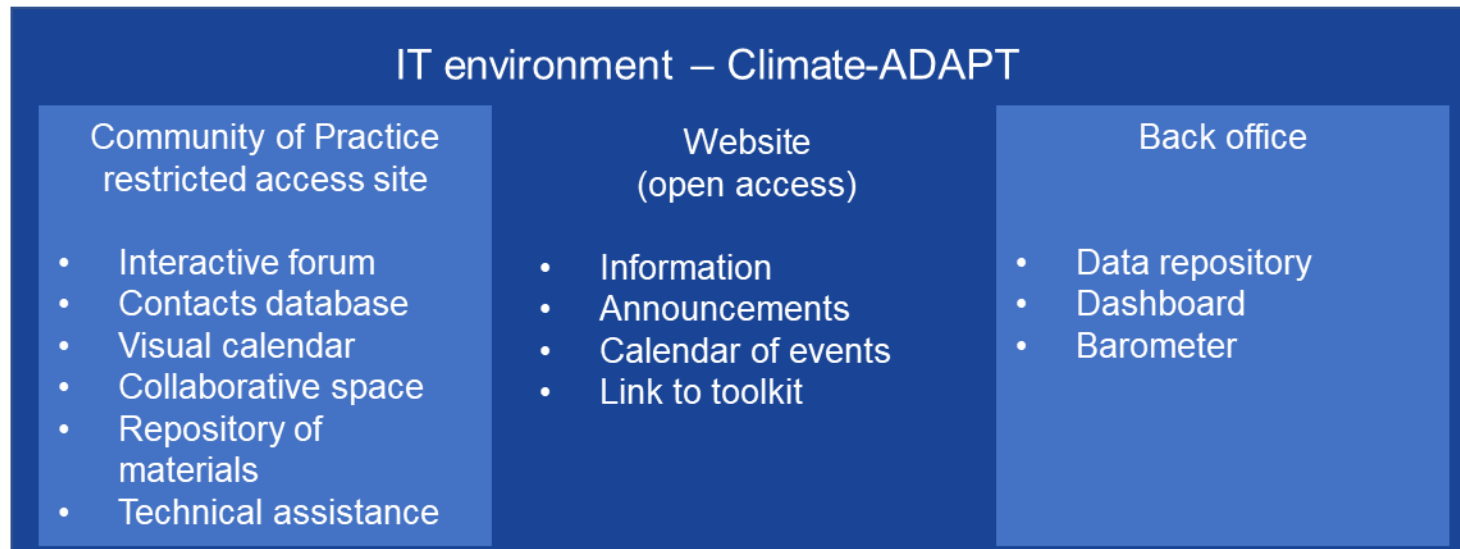 IT environment – Climate-ADAPT
Community of Practice
restricted access site
• Interactive forum
• Contacts database
• Visual calendar
• Collaborative space
• Repository of
materials
• Technical assistance
Website
(open access)
• Information
• Announcements
• Calendar of events
• Link to toolkit
Back office
• Data repository
• Dashboard
• Barometer